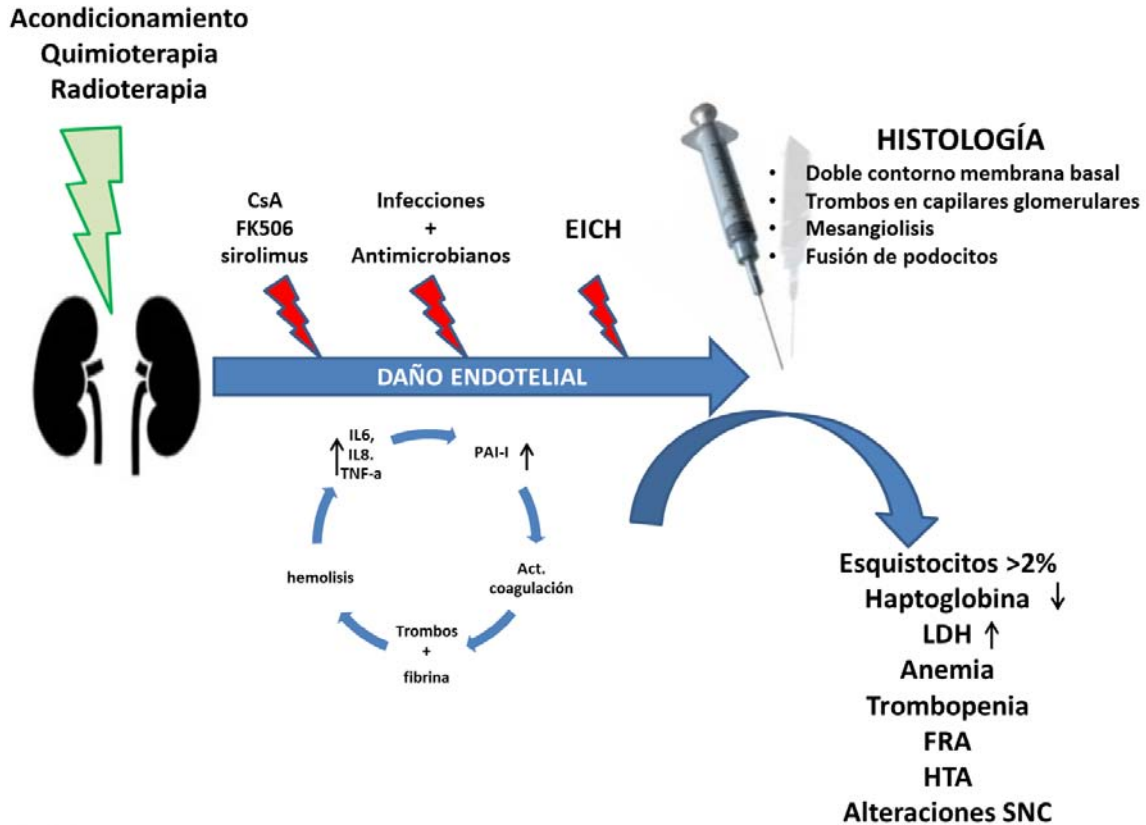 Acondicionamiento
Quimioterapia
Radioterapia
CsA
FK506
sirolimus
Infecciones
+
Antimicrobianos
EICH
HISTOLOGÍA
• Doble contorno membrana basal
• Trombos en capilares glomerulares
• Mesangiolisis
• Fusión de podocitos
DAÑO ENDOTELIAL
↑ IL6,
IL8.
TNF-a
PAI-I ↑
Act.
coagulación
Trombos
+
fibrina
hemolisis
Esquistocitos >2%
Haptoglobina ↓
LDH ↑
Anemia
Trombopenia
FRA
HTA
Alteraciones SNC